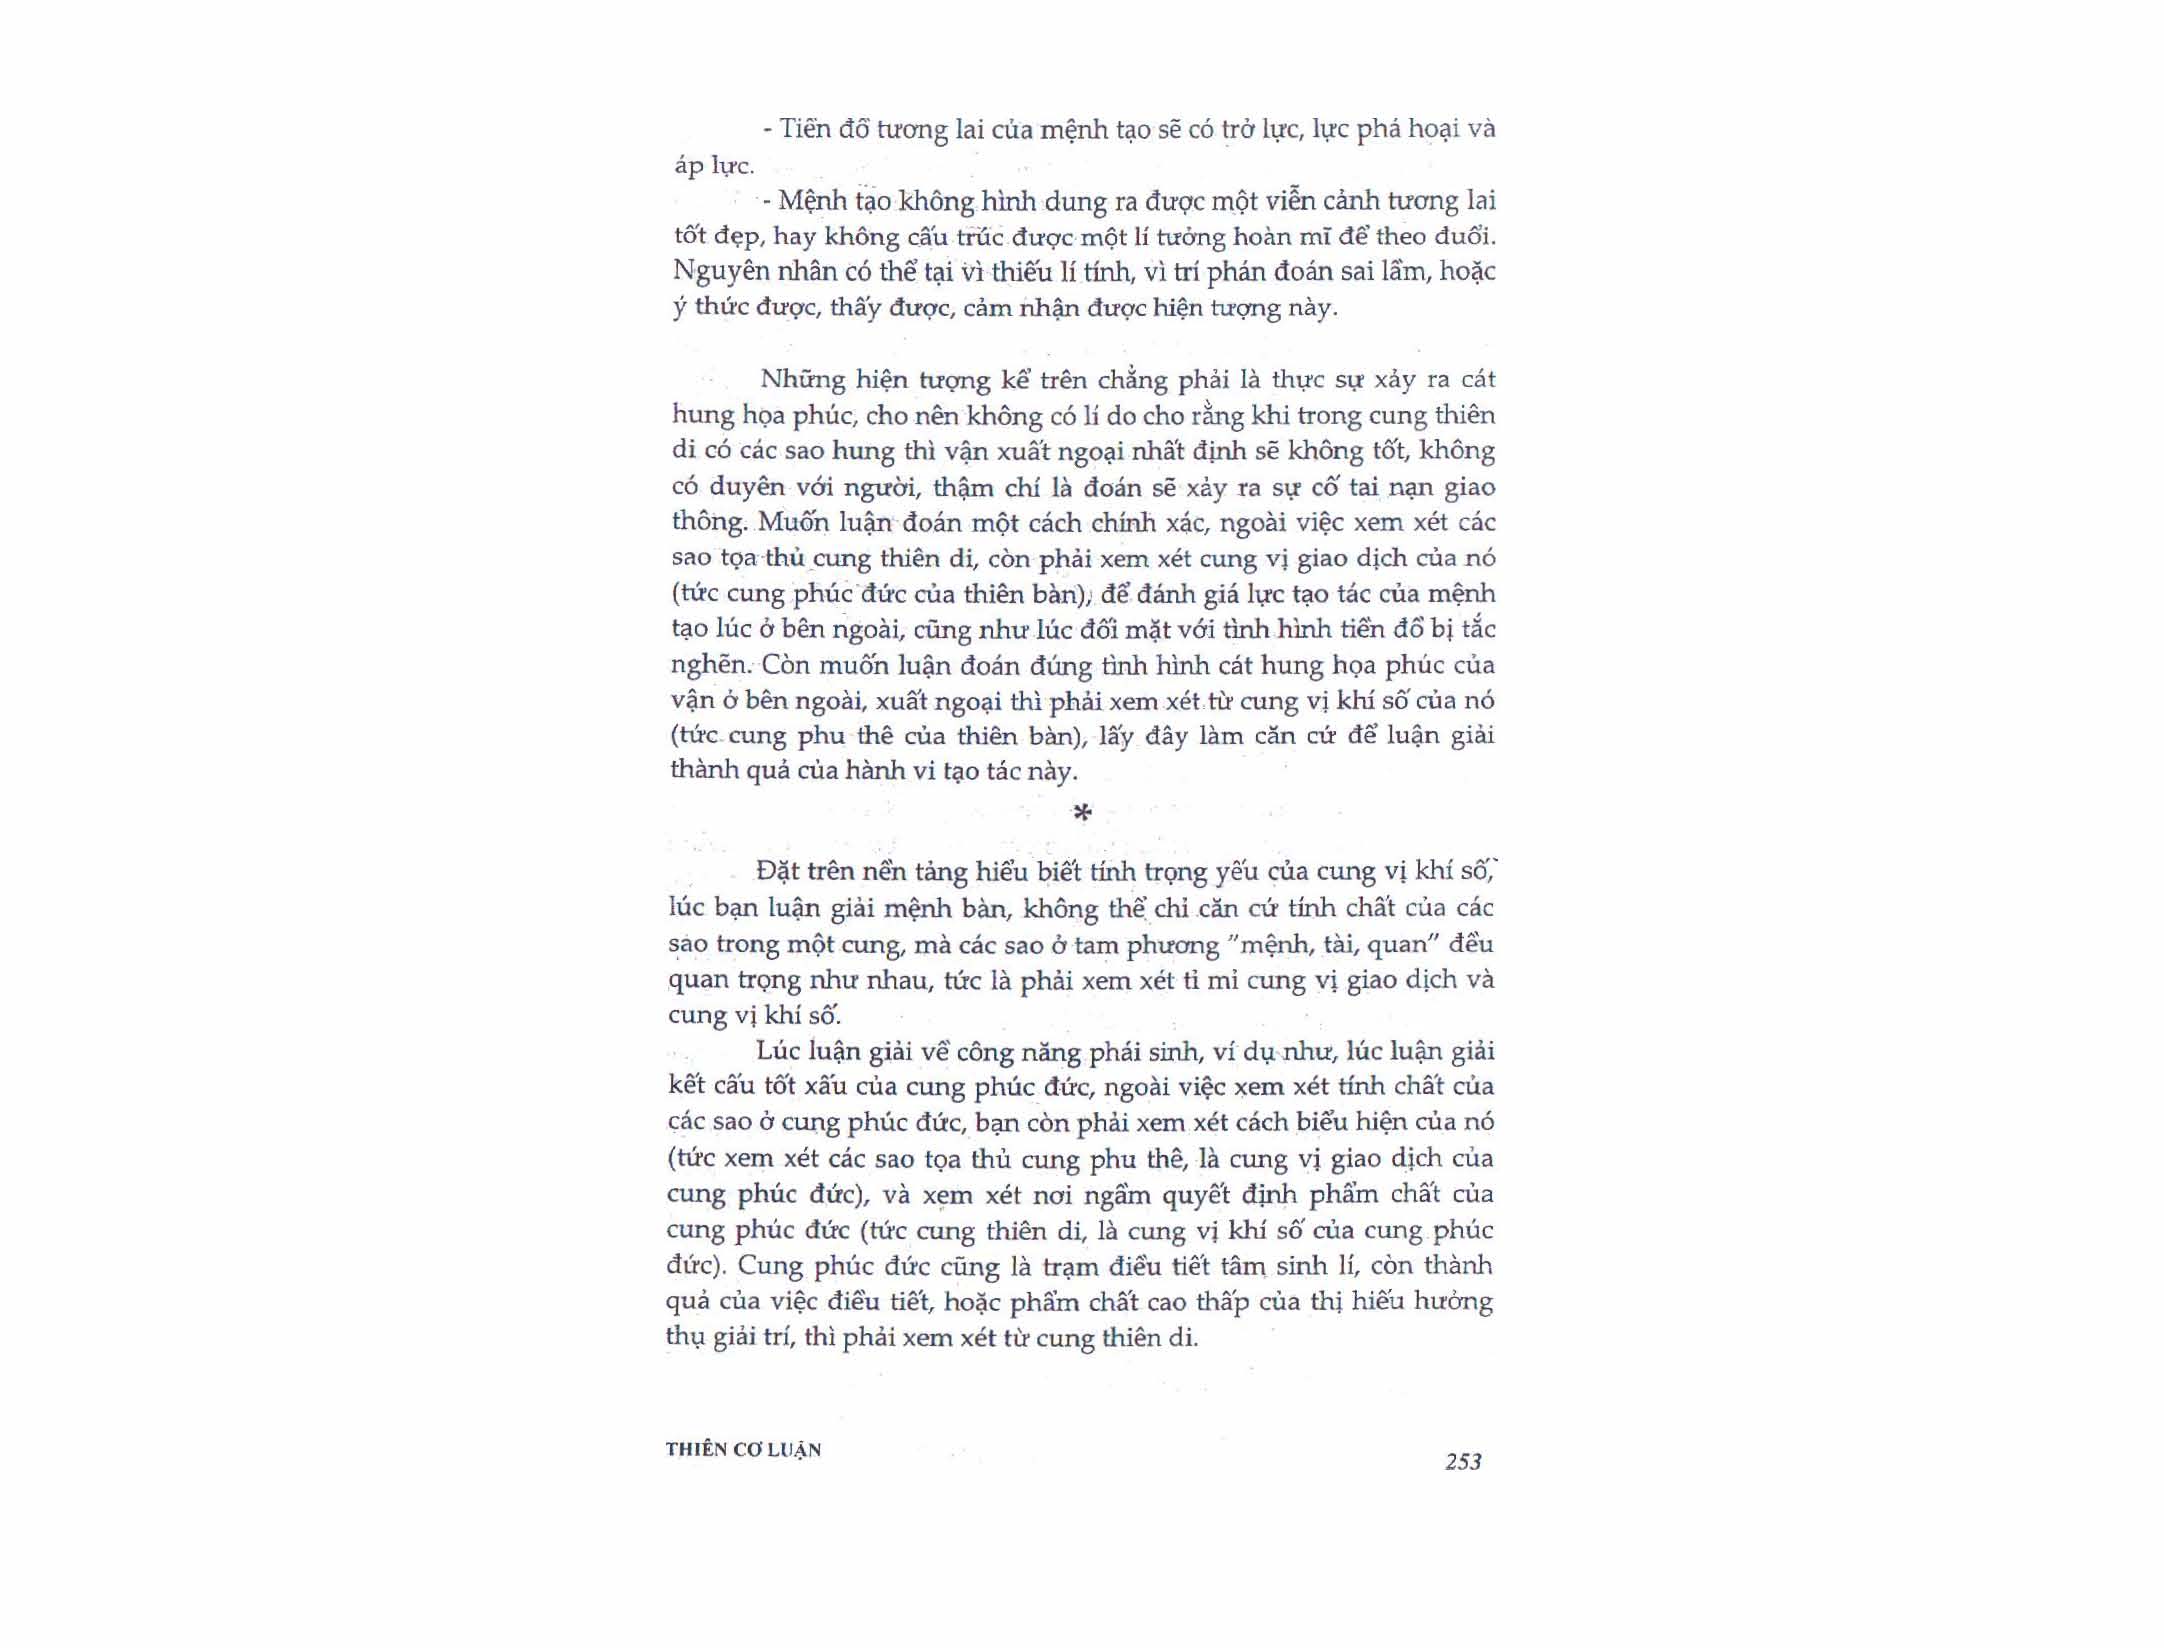 - Tiền đồ tương lai của mệnh tạo sẽ có trở lực, lực phá hoại và
áp lực.
- Mệnh tạo không hình dung ra được một viễn cảnh tương lai
tốt đẹp, hay không cấu trúc được một lí tưởng hoàn mĩ để theo đuổi.
Nguyên nhân có thể tại vì thiếu lí tính, vì trí phán đoán sai lầm, hoặc
ý thức được, thấy được, cảm nhận được hiện tượng này.
Những hiện tượng kể trên chẳng phải là thực sự xảy ra cát
hung họa phúc, cho nên không có lí do cho rằng khi trong cung thiên
di có các sao hung thì vận xuất ngoại nhất định sẽ không tốt, không
có duyên với người, thậm chí là đoán sẽ xảy ra sự cố tai nạn giao
thông. Muốn luận đoán một cách chính xác, ngoài việc xem xét các
sao tọa thủ cung thiên di, còn phải xem xét cung vị giao dịch của nó
(tức cung phúc đức của thiên bàn), để đánh giá lực tạo tác của mệnh
tạo lúc ở bên ngoài, cũng như lúc đối mặt với tình hình tiền đồ bị tắc
nghẽn. Còn muốn luận đoán đúng tình hình cát hung họa phúc của
vận ở bên ngoài, xuất ngoại thì phải xem xét từ cung vị khí số của nó
(tức cung phu thê của thiên bàn), lấy đây làm căn cứ để luận giải
thành quả của hành vi tạo tác này.
*
Đặt trên nền tảng hiểu biết tính trọng yếu của cung vị khí số,
lúc bạn luận giải mệnh bàn, không thể chỉ căn cứ tính chất của các
sao trong một cung, mà các sao ở tam phương "mệnh, tài, quan" đều
quan trọng như nhau, tức là phải xem xét tỉ mỉ cung vị giao dịch và
cung vị khí số.
Lúc luận giải về công năng phái sinh, ví dụ như, lúc luận giải
kết cấu tốt xấu của cung phúc đức, ngoài việc xem xét tính chất của
các sao ở cung phúc đức, bạn còn phải xem xét cách biểu hiện của nó
(tức xem xét các sao tọa thủ cung phu thê, là cung vị giao dịch của
cung phúc đức), và xem xét nơi ngầm quyết định phẩm chất của
cung phúc đức (tức cung thiên di, là cung vị khí số của cung phúc
đức). Cung phúc đức cũng là trạm điều tiết tâm sinh lí, còn thành
quả của việc điều tiết, hoặc phẩm chất cao thấp của thị hiếu hưởng
thụ giải trí, thì phải xem xét từ cung thiên di.
THIÊN CƠ LUẬN
253